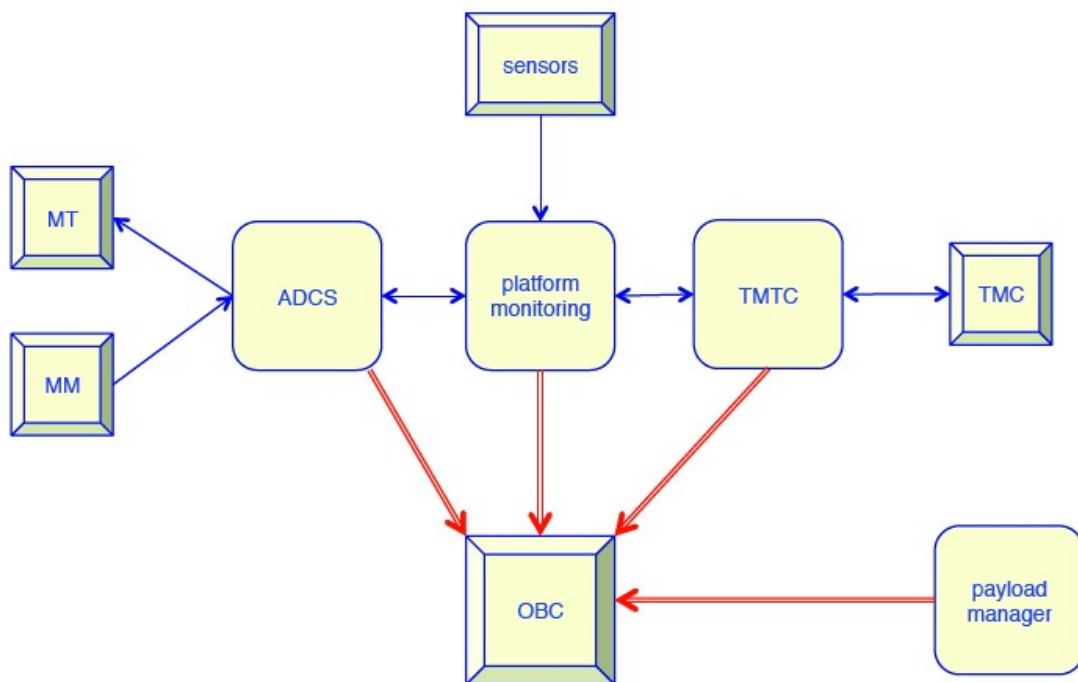 sensors
MT
ADCS
platform
monitoring
TMTC
TMC
MM
OBC
payload
manager